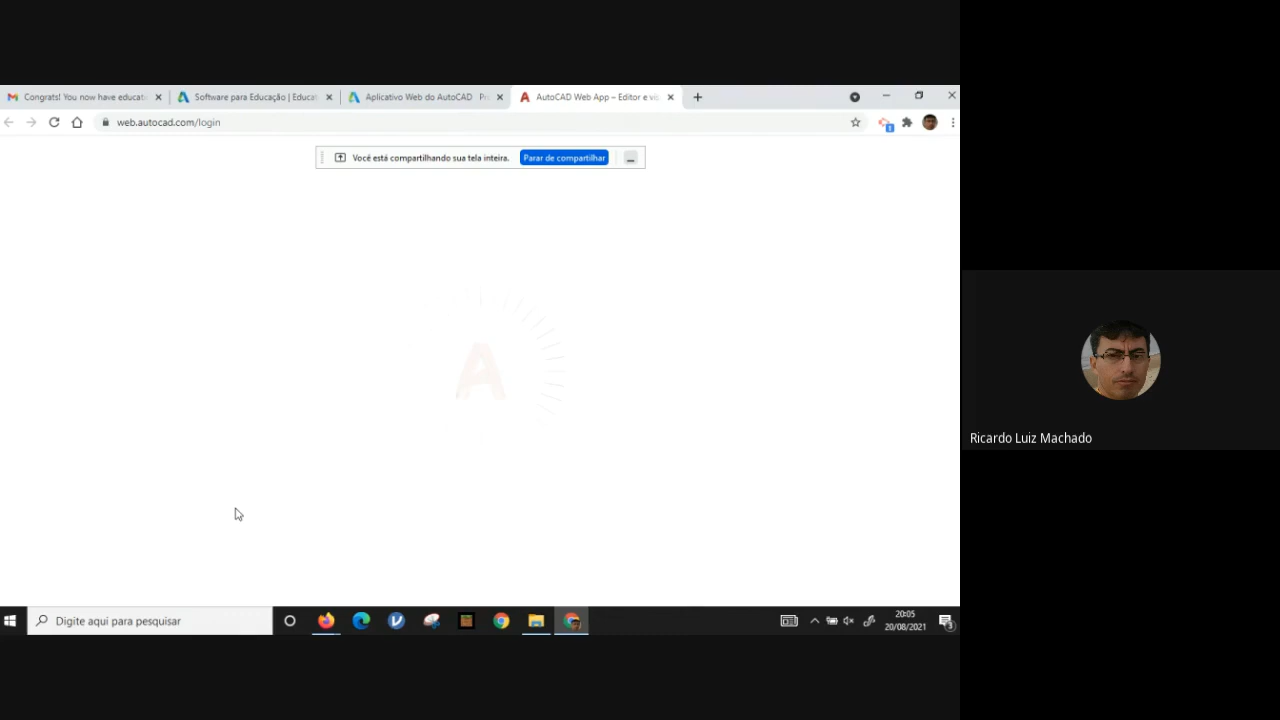 Congrats! You now have educat
Software para Educação | Educat
Aplicativo Web do AutoCAD
AutoCAD Web App – Editor e vi
web.autocad.com/login
Você está compartilhando sua tela inteira.
Parar de compartilhar
A
Ricardo Luiz Machado
Digite aqui para pesquisar
20:05
20/08/2021